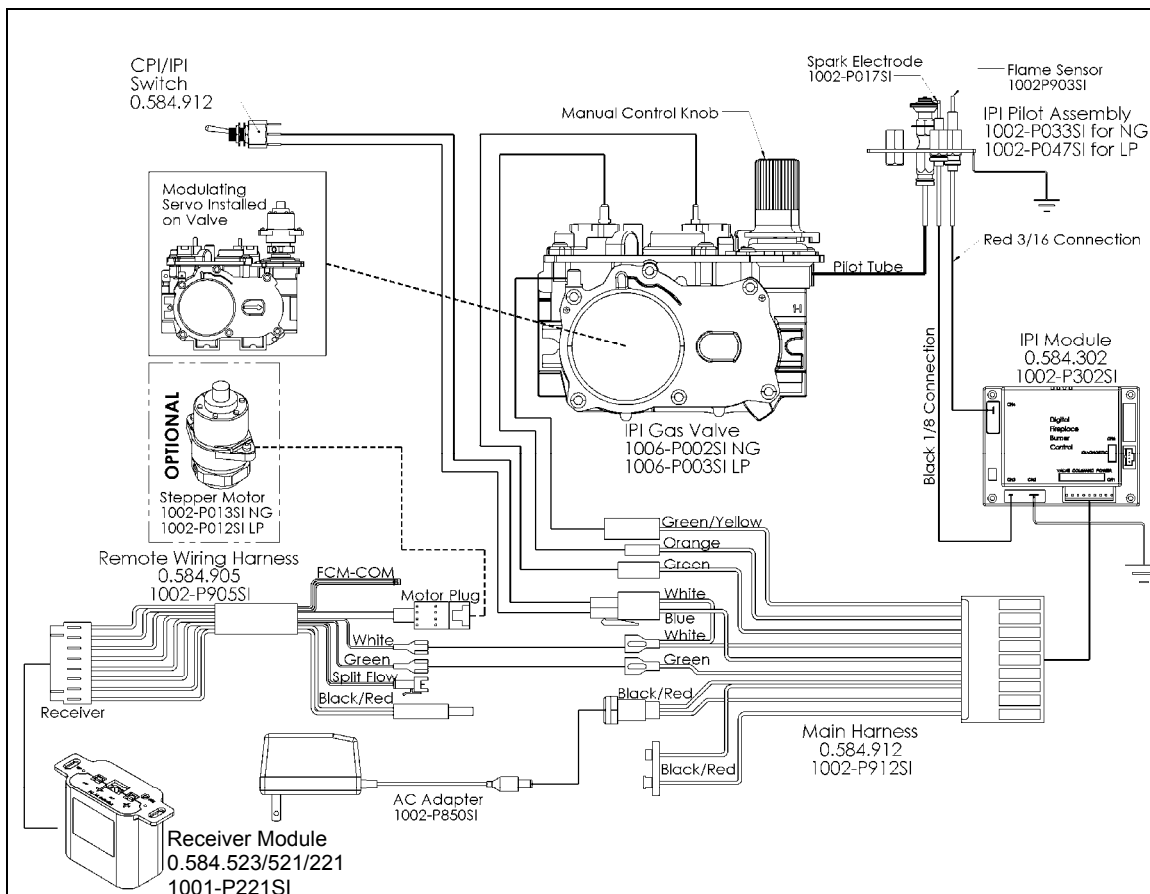 CPI/IPI
Switch
0.584.912
Manual Control Knob
Spark Electrode
1002-P017SI
Flame Sensor
1002P903SI
IPI Pilot Assembly
1002-P033SI for NG
1002-P047SI for LP
Modulating
Servo Installed
on Valve
Red 3/16 Connection
Pilot Tube
IPI Module
0.584.302
1002-P302SI
Digital
Fireplace
Burner
Control
VALVE COMMAND POWER
Black 1/8 Connection
OPTIONAL
Stepper Motor
1002-P013SI NG
1002-P012SI LP
IPI Gas Valve
1006-P002SI NG
1006-P003SI LP
Remote Wiring Harness
0.584.905
1002-P905SI
FCM-COM
Motor Plug
White
Green
Split Flow
Black/Red
Receiver
Green/Yellow
Orange
Green
White
Blue
White
Green
Black/Red
Black/Red
Main Harness
0.584.912
1002-P912SI
AC Adapter
1002-P850SI
Receiver Module
0.584.523/521/221
1001-P221SI